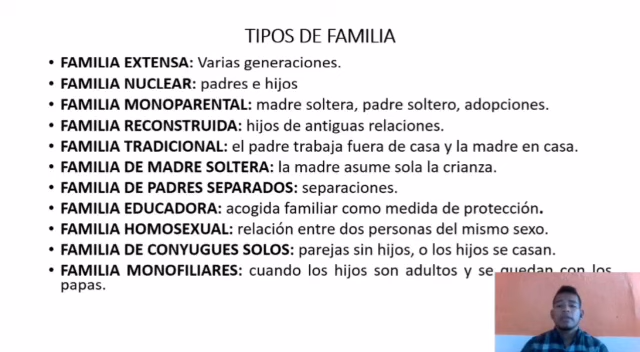 TIPOS DE FAMILIA
• FAMILIA EXTENSA: Varias generaciones.
• FAMILIA NUCLEAR: padres e hijos
• FAMILIA MONOPARENTAL: madre soltera, padre soltero, adopciones.
• FAMILIA RECONSTRUIDA: hijos de antiguas relaciones.
• FAMILIA TRADICIONAL: el padre trabaja fuera de casa y la madre en casa.
• FAMILIA DE MADRE SOLTERA: la madre asume sola la crianza.
• FAMILIA DE PADRES SEPARADOS: separaciones.
• FAMILIA EDUCADORA: acogida familiar como medida de protección.
• FAMILIA HOMOSEXUAL: relación entre dos personas del mismo sexo.
• FAMILIA DE CONYUGUES SOLOS: parejas sin hijos, o los hijos se casan.
• FAMILIA MONOFILIARES: cuando los hijos son adultos y se quedan con los
papas.